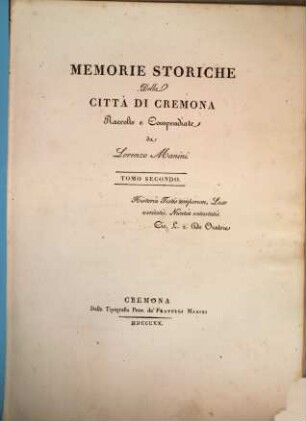 MEMORIE STORICHE
Della
CITTÀ DI CREMONA
Raccolte e Compendiate
da
Lorenzo Manini
TOMO SECONDO.
Historia Testis temporum, Lux
veritatis, Nuntia vetustatis
Cic. L. 2. de Oratore
CREMONA
Dalla Tipografia Presso de' FRATELLI MANINI
MDCCCXX.